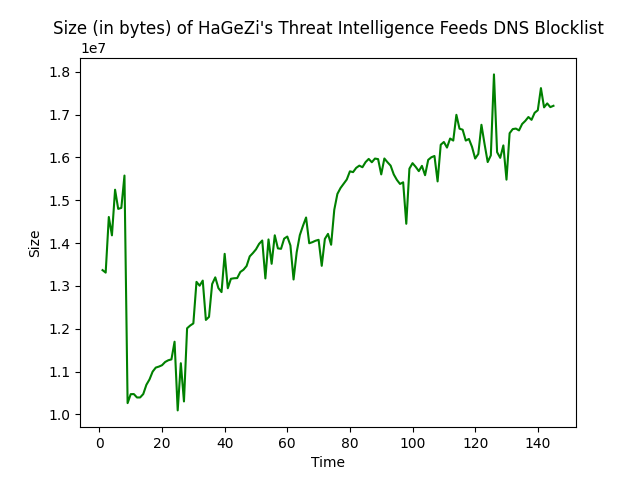 Size (in bytes) of HaGeZi's Threat Intelligence Feeds DNS Blocklist
1e7
1.8
1.7
1.6
1.5
1.4
1.3
1.2
1.1
1.0
Size
0 20 40 60 80 100 120 140
Time